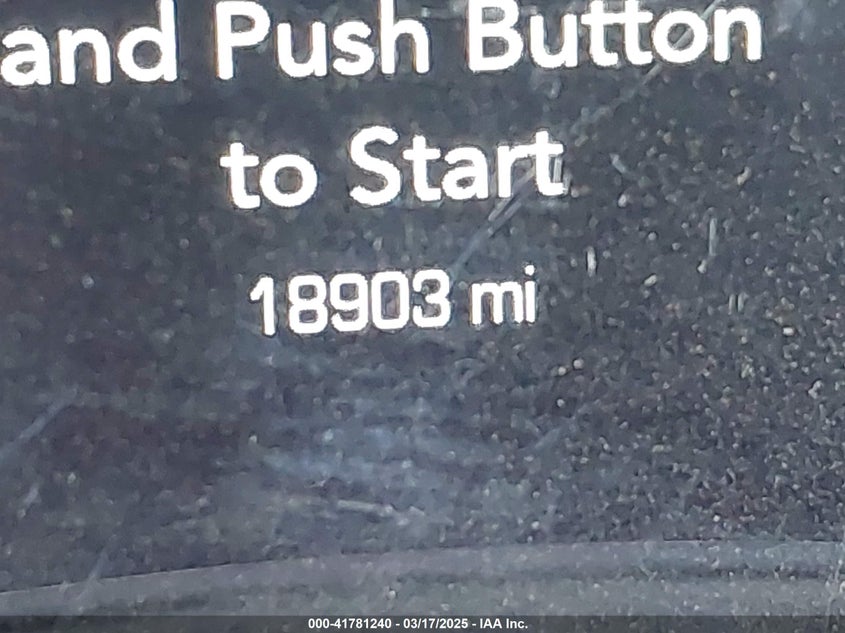 and Push Button
to Start
18903 mi
000-41781240 - 03/17/2025 - IAA Inc.